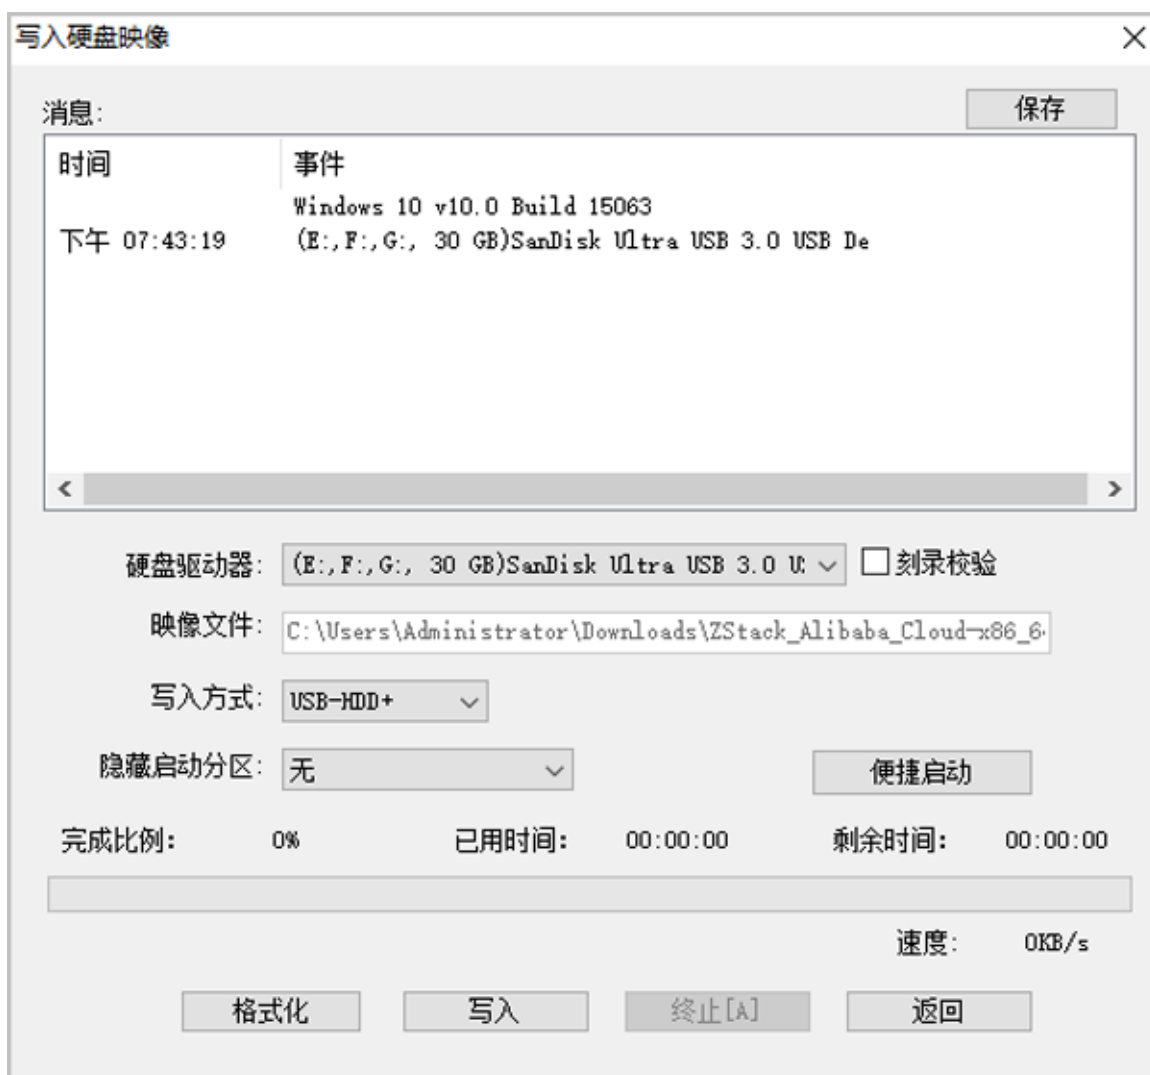 写入硬盘映像
消息:
保存
时间 事件
Windows 10 v10.0 Build 15063
下午 07:43:19 (E:,F:,G:, 30 GB)SanDisk Ultra USB 3.0 USB De
硬盘驱动器: (E:,F:,G:, 30 GB)SanDisk Ultra USB 3.0 U 刻录校验
映像文件: C:\Users\Administrator\Downloads\ZStack_Alibaba_Cloud-x86_6
写入方式: USB-HDD+
隐藏启动分区: 无 便捷启动
完成比例: 0% 已用时间: 00:00:00 剩余时间: 00:00:00
速度: 0KB/s
格式化 写入 终止[A] 返回